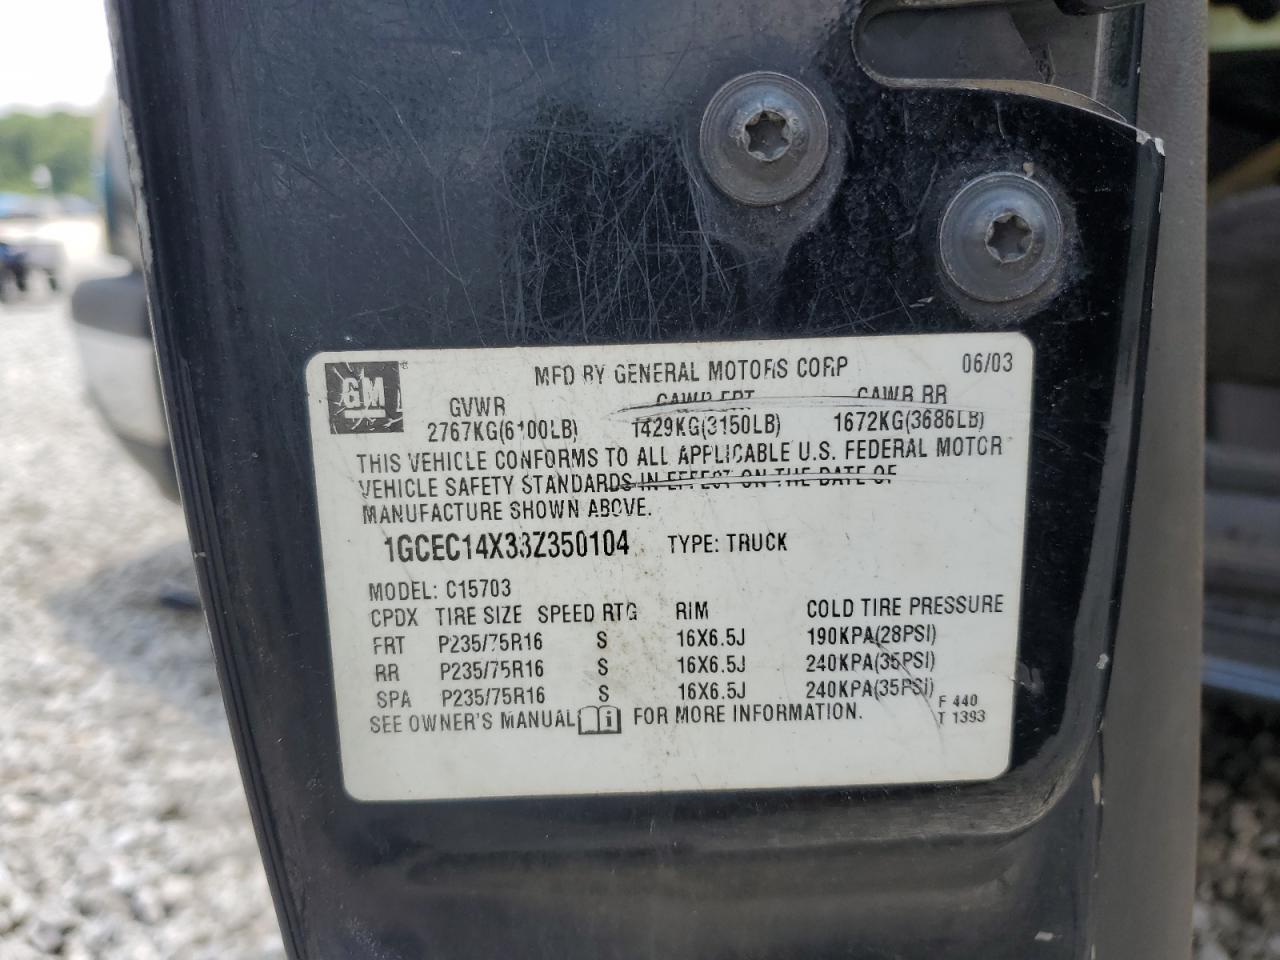 GM
MFD BY GENERAL MOTORS CORP 06/03
GVWR GAWR FRT GAWR RR
2767KG(6100LB) 1429KG(3150LB) 1672KG(3686LB)
THIS VEHICLE CONFORMS TO ALL APPLICABLE U.S. FEDERAL MOTOR
VEHICLE SAFETY STANDARDS IN EFFECT ON THE DATE OF
MANUFACTURE SHOWN ABOVE.
1GCEC14X33Z350104 TYPE: TRUCK
MODEL: C15703
CPDX TIRE SIZE SPEED RTG RIM COLD TIRE PRESSURE
FRT P235/75R16 S 16X6.5J 190KPA(28PSI)
RR P235/75R16 S 16X6.5J 240KPA(35PSI)
SPA P235/75R16 S 16X6.5J 240KPA(35PSI)
F 440
SEE OWNER'S MANUAL i FOR MORE INFORMATION. T 1393